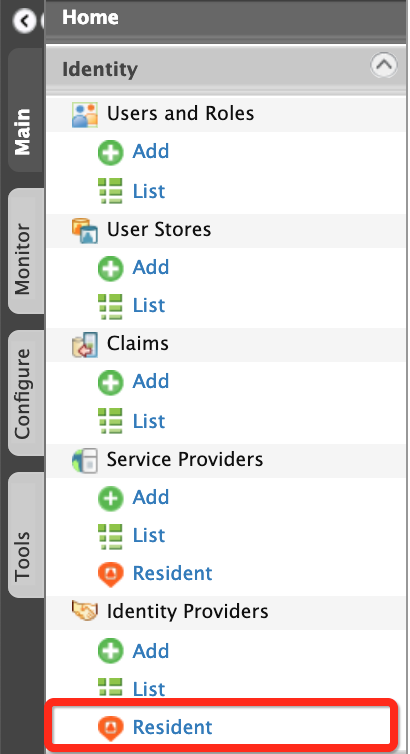 Home
Identity
Users and Roles
Add
List
User Stores
Add
List
Claims
Add
List
Service Providers
Add
List
Resident
Identity Providers
Add
List
Resident
Main
Monitor
Configure
Tools